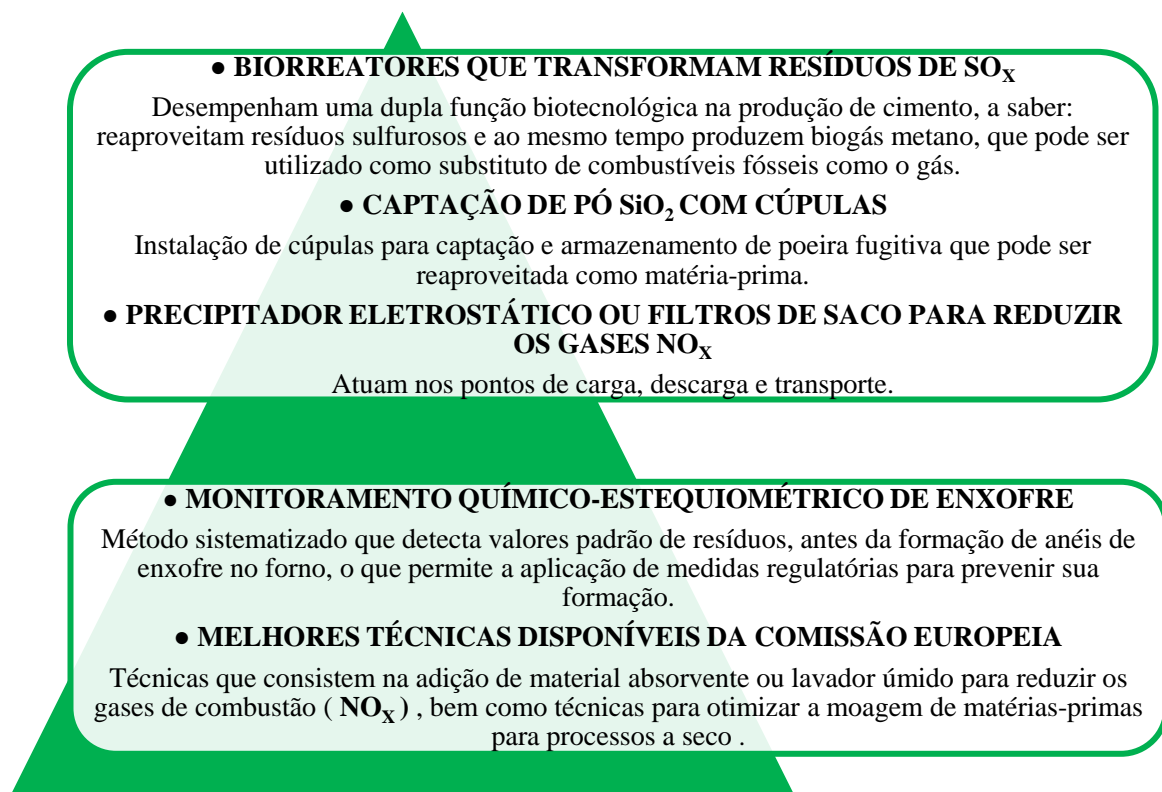 ● BIORREATORES QUE TRANSFORMAM RESÍDUOS DE SOX
Desempenham uma dupla função biotecnológica na produção de cimento, a saber:
reaproveitam resíduos sulfurosos e ao mesmo tempo produzem biogás metano, que pode ser
utilizado como substituto de combustíveis fósseis como o gás.
● CAPTAÇÃO DE PÓ SiO2 COM CÚPULAS
Instalação de cúpulas para captação e armazenamento de poeira fugitiva que pode ser
reaproveitada como matéria-prima.
● PRECIPITADOR ELETROSTÁTICO OU FILTROS DE SACO PARA REDUZIR
OS GASES NOX
Atuam nos pontos de carga, descarga e transporte.
● MONITORAMENTO QUÍMICO-ESTEQUIOMÉTRICO DE ENXOFRE
Método sistematizado que detecta valores padrão de resíduos, antes da formação de anéis de
enxofre no forno, o que permite a aplicação de medidas regulatórias para prevenir sua
formação.
● MELHORES TÉCNICAS DISPONÍVEIS DA COMISSÃO EUROPEIA
Técnicas que consistem na adição de material absorvente ou lavador úmido para reduzir os
gases de combustão ( NOX ) , bem como técnicas para otimizar a moagem de matérias-primas
para processos a seco .